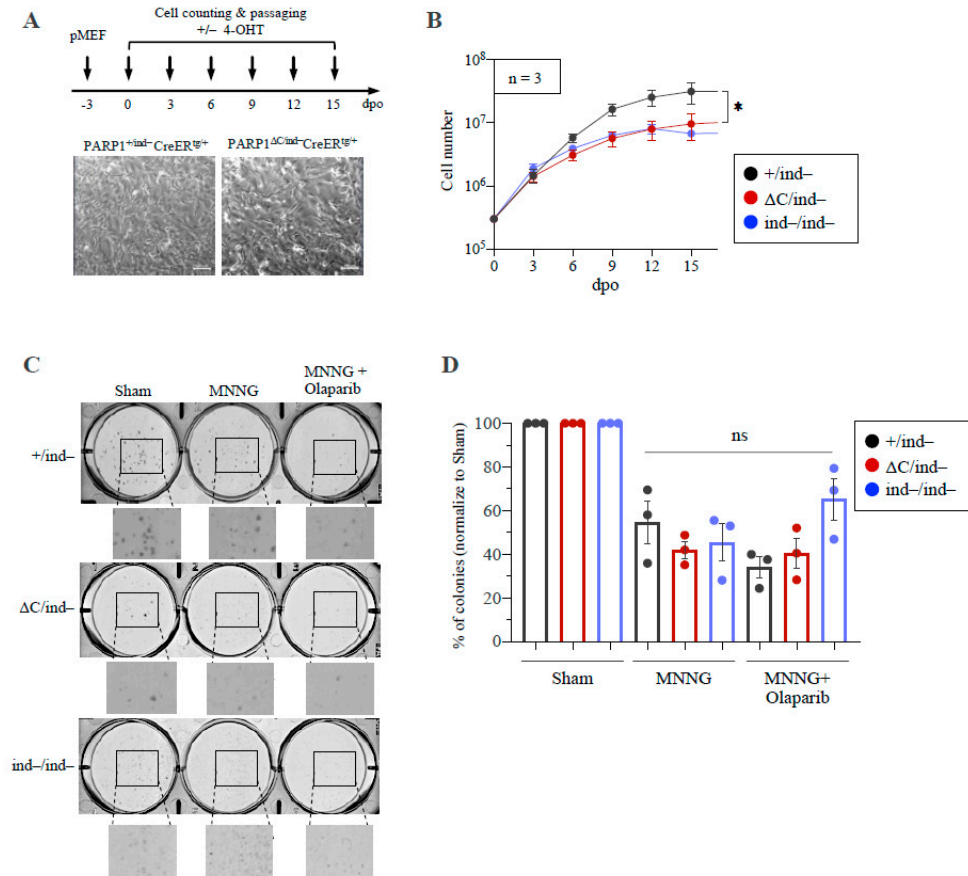 A
Cell counting & passaging
+/− 4-OHT
pMEF
-3 0 3 6 9 12 15 dpo
PARP1+/ind−CreERtg/+ PARP1ΔC/ind−CreERtg/+
B
n = 3
Cell number
10^8
10^7
10^6
10^5
0 3 6 9 12 15
dpo
*
+/ind−
ΔC/ind−
ind−/ind−
C
Sham MNNG MNNG +
Olaparib
+/ind−
ΔC/ind−
ind−/ind−
D
% of colonies (normalize to Sham)
100
80
60
40
20
0
ns
Sham MNNG MNNG+
Olaparib
+/ind−
ΔC/ind−
ind−/ind−